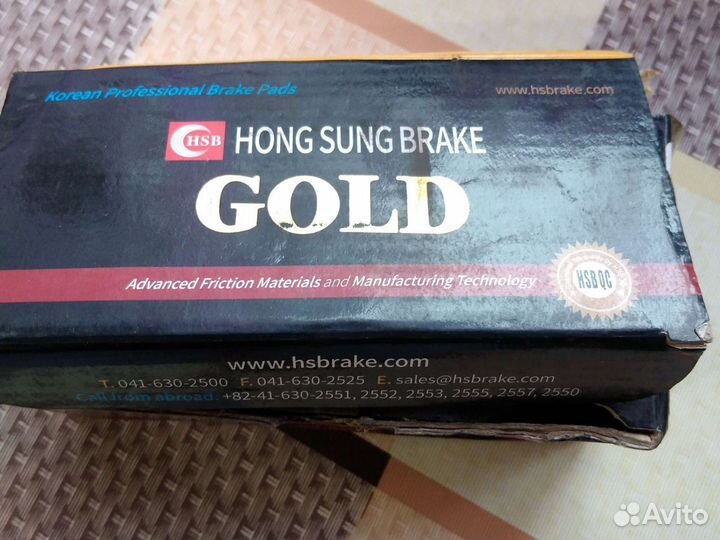 Korean Professional Brake Pads
www.hsbrake.com
HSB HONG SUNG BRAKE
GOLD
Advanced Friction Materials and Manufacturing Technology
HSB QC
www.hsbrake.com
T. 041-630-2500 F. 041-630-2525 E. sales@hsbrake.com
Call from abroad. +82-41-630-2551, 2552, 2553, 2555, 2557, 2550
Avito